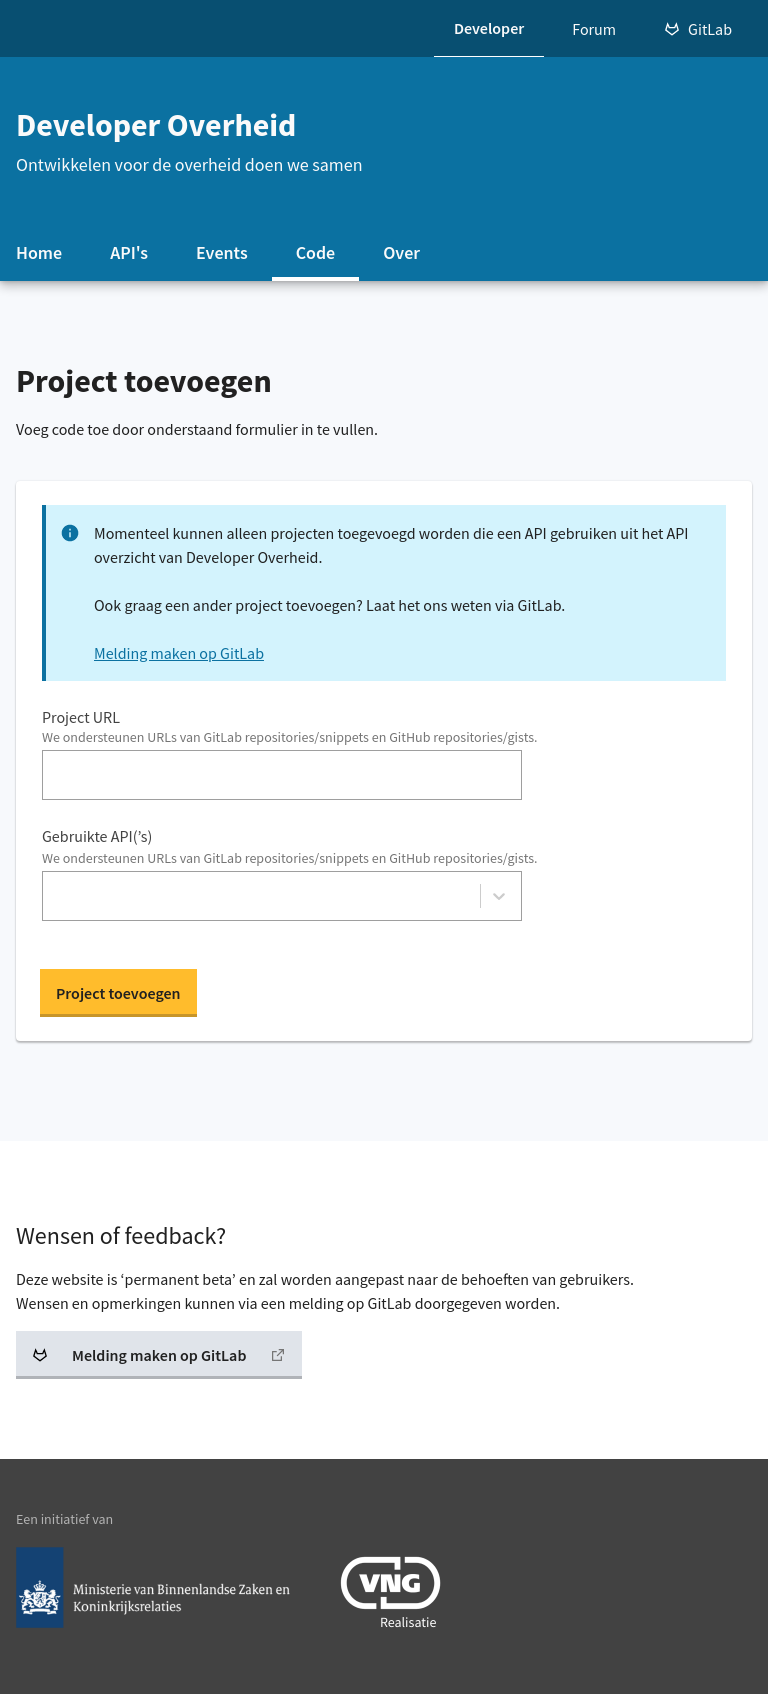 Developer
Forum
GitLab
Developer Overheid
Ontwikkelen voor de overheid doen we samen
Home
API's
Events
Code
Over
Project toevoegen
Voeg code toe door onderstaand formulier in te vullen.
Momenteel kunnen alleen projecten toegevoegd worden die een API gebruiken uit het API
overzicht van Developer Overheid.
Ook graag een ander project toevoegen? Laat het ons weten via GitLab.
Melding maken op GitLab
Project URL
We ondersteunen URLs van GitLab repositories/snippets en GitHub repositories/gists.
Gebruikte API(’s)
We ondersteunen URLs van GitLab repositories/snippets en GitHub repositories/gists.
Project toevoegen
Wensen of feedback?
Deze website is ‘permanent beta’ en zal worden aangepast naar de behoeften van gebruikers.
Wensen en opmerkingen kunnen via een melding op GitLab doorgegeven worden.
Melding maken op GitLab
Een initiatief van
Ministerie van Binnenlandse Zaken en
Koninkrijksrelaties
VNG
Realisatie